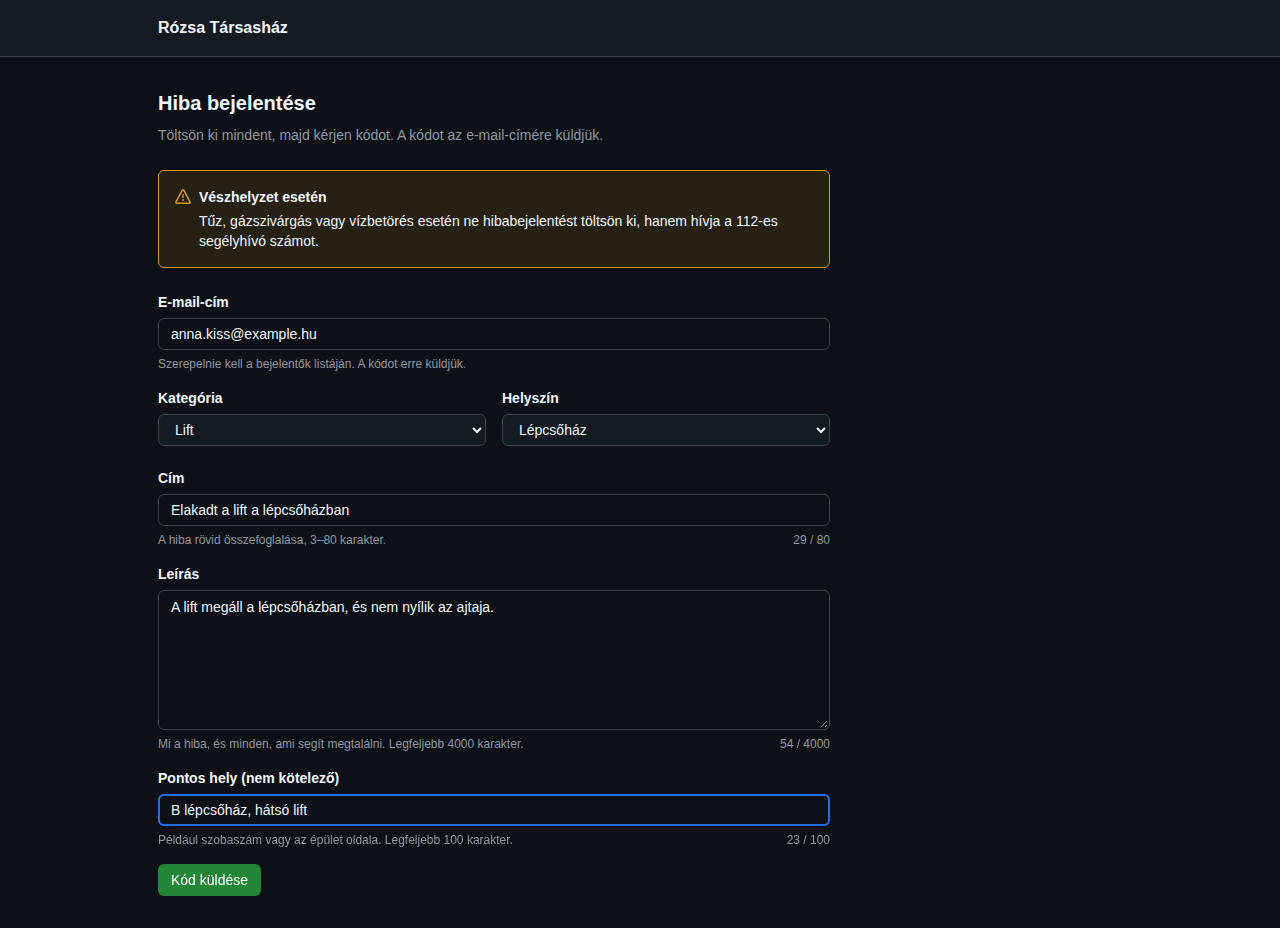 Rózsa Társasház
Hiba bejelentése
Töltsön ki mindent, majd kérjen kódot. A kódot az e-mail-címére küldjük.
Vészhelyzet esetén
Tűz, gázszivárgás vagy vízbetörés esetén ne hibabejelentést töltsön ki, hanem hívja a 112-es
segélyhívó számot.
E-mail-cím
anna.kiss@example.hu
Szerepelnie kell a bejelentők listáján. A kódot erre küldjük.
Kategória Helyszín
Lift Lépcsőház
Cím
Elakadt a lift a lépcsőházban
A hiba rövid összefoglalása, 3–80 karakter. 29 / 80
Leírás
A lift megáll a lépcsőházban, és nem nyílik az ajtaja.
Mi a hiba, és minden, ami segít megtalálni. Legfeljebb 4000 karakter. 54 / 4000
Pontos hely (nem kötelező)
B lépcsőház, hátsó lift
Például szobaszám vagy az épület oldala. Legfeljebb 100 karakter. 23 / 100
Kód küldése